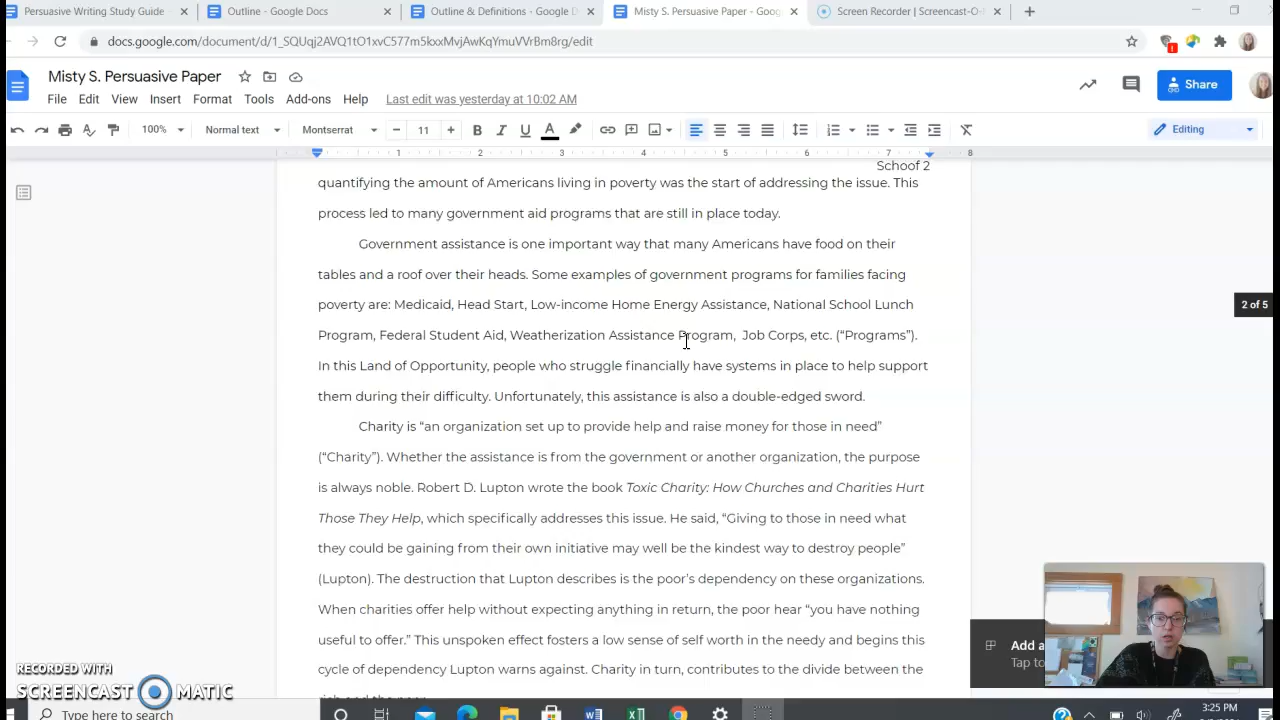 Persuasive Writing Study Guide
Outline - Google Docs
Outline & Definitions - Google D
Misty S. Persuasive Paper - Goog
Screen Recorder | Screencast-O-
docs.google.com/document/d/1_SQUqj2AVQ1tO1xvC577m5kxxMvjAwKqYmuVVrBm8rg/edit
Misty S. Persuasive Paper
File Edit View Insert Format Tools Add-ons Help Last edit was yesterday at 10:02 AM
Share
100% Normal text Montserrat 11 Editing
1 2 3 4 5 6 7 8
Schoof 2
quantifying the amount of Americans living in poverty was the start of addressing the issue. This
process led to many government aid programs that are still in place today.
Government assistance is one important way that many Americans have food on their
tables and a roof over their heads. Some examples of government programs for families facing
poverty are: Medicaid, Head Start, Low-income Home Energy Assistance, National School Lunch
2 of 5
Program, Federal Student Aid, Weatherization Assistance Program, Job Corps, etc. (“Programs”).
In this Land of Opportunity, people who struggle financially have systems in place to help support
them during their difficulty. Unfortunately, this assistance is also a double-edged sword.
Charity is “an organization set up to provide help and raise money for those in need”
(“Charity”). Whether the assistance is from the government or another organization, the purpose
is always noble. Robert D. Lupton wrote the book Toxic Charity: How Churches and Charities Hurt
Those They Help, which specifically addresses this issue. He said, “Giving to those in need what
they could be gaining from their own initiative may well be the kindest way to destroy people”
(Lupton). The destruction that Lupton describes is the poor’s dependency on these organizations.
When charities offer help without expecting anything in return, the poor hear “you have nothing
useful to offer.” This unspoken effect fosters a low sense of self worth in the needy and begins this
cycle of dependency Lupton warns against. Charity in turn, contributes to the divide between the
Add a
Tap to
RECORDED WITH
SCREENCAST MATIC
Type here to search
3:25 PM